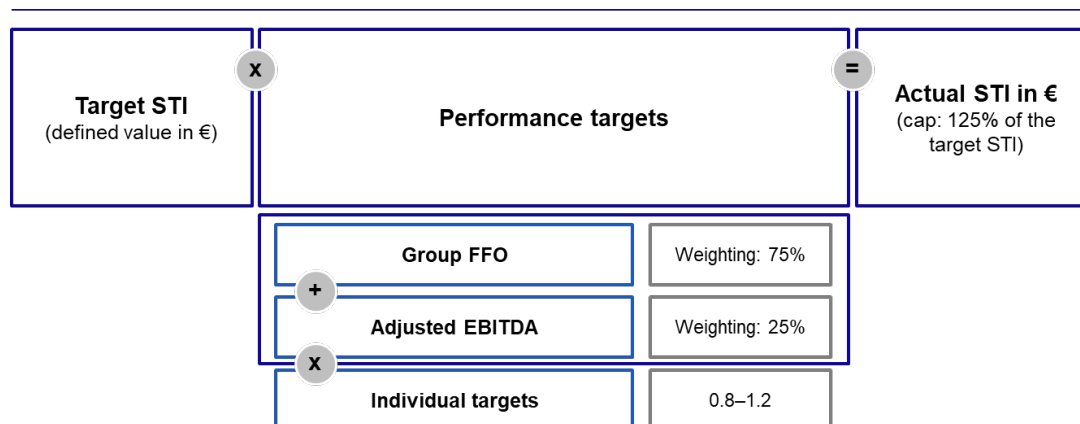 Target STI
(defined value in €)
x
Performance targets
=
Actual STI in €
(cap: 125% of the
target STI)
Group FFO
Weighting: 75%
+
Adjusted EBITDA
Weighting: 25%
x
Individual targets
0.8–1.2